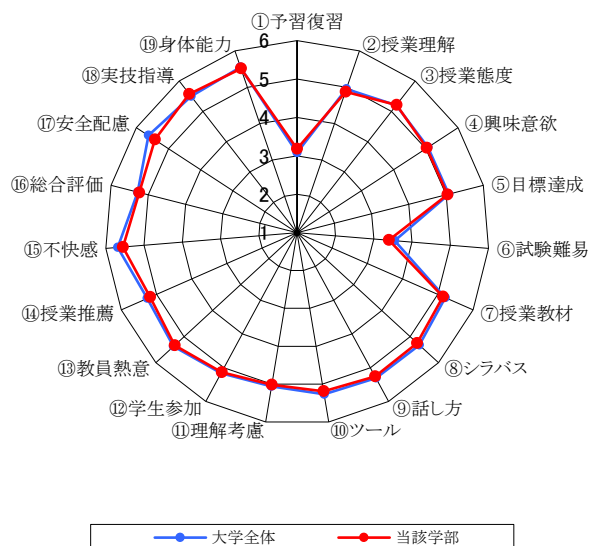 ①予習復習
②授業理解
③授業態度
④興味意欲
⑤目標達成
⑥試験難易
⑦授業教材
⑧シラバス
⑨話し方
⑩ツール
⑪理解考慮
⑫学生参加
⑬教員熱意
⑭授業推薦
⑮不快感
⑯総合評価
⑰安全配慮
⑱実技指導
⑲身体能力
6
5
4
3
2
1
大学全体 当該学部